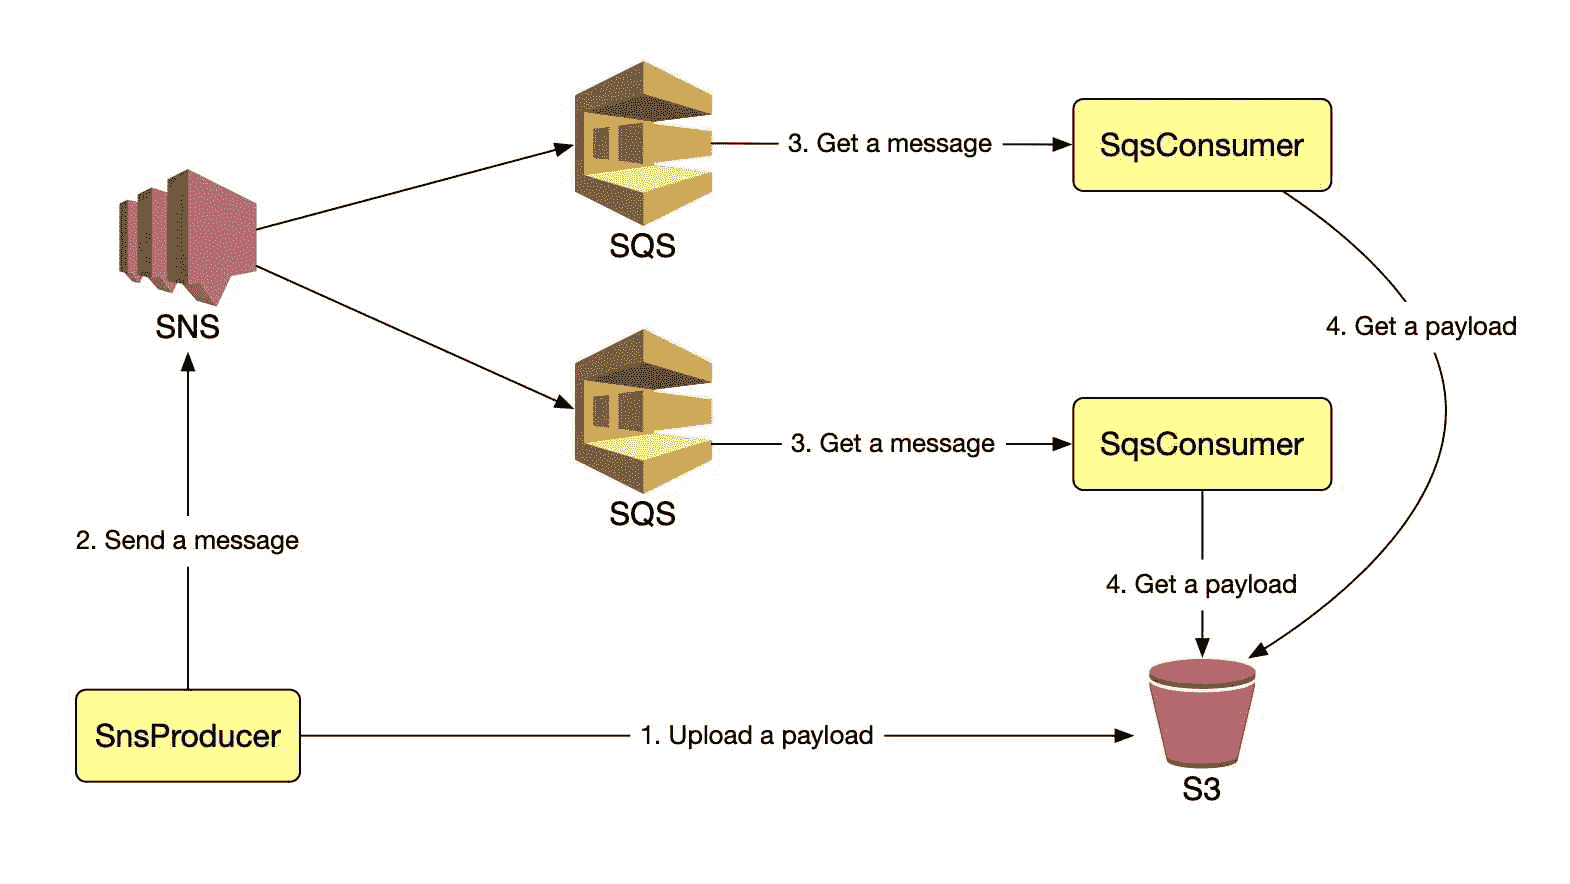 3. Get a message
SqsConsumer
SQS
SNS
4. Get a payload
3. Get a message
SqsConsumer
SQS
2. Send a message
4. Get a payload
SnsProducer
1. Upload a payload
S3